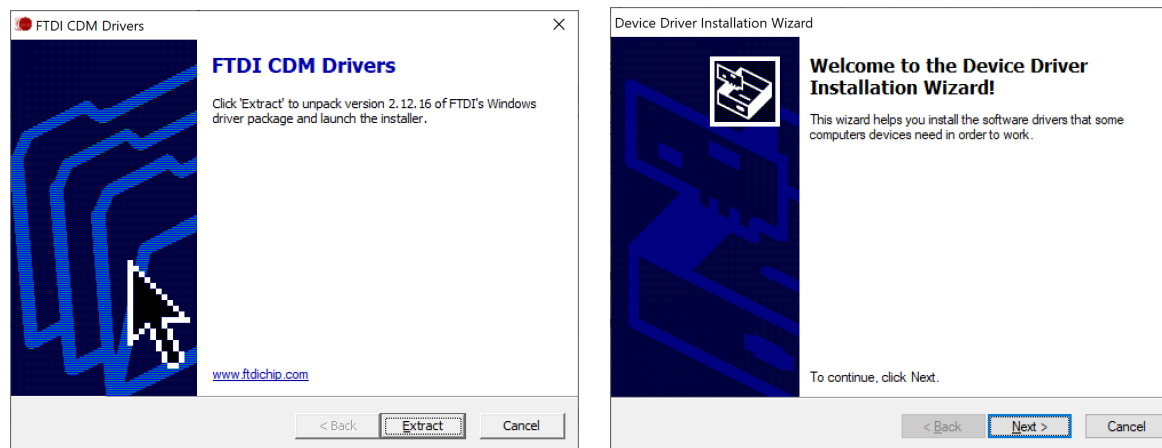 FTDI CDM Drivers
FTDI CDM Drivers
Click 'Extract' to unpack version 2.12.16 of FTDI's Windows
driver package and launch the installer.
www.ftdichip.com
< Back
Extract
Cancel
Device Driver Installation Wizard
Welcome to the Device Driver
Installation Wizard!
This wizard helps you install the software drivers that some
computers devices need in order to work.
To continue, click Next.
< Back
Next >
Cancel